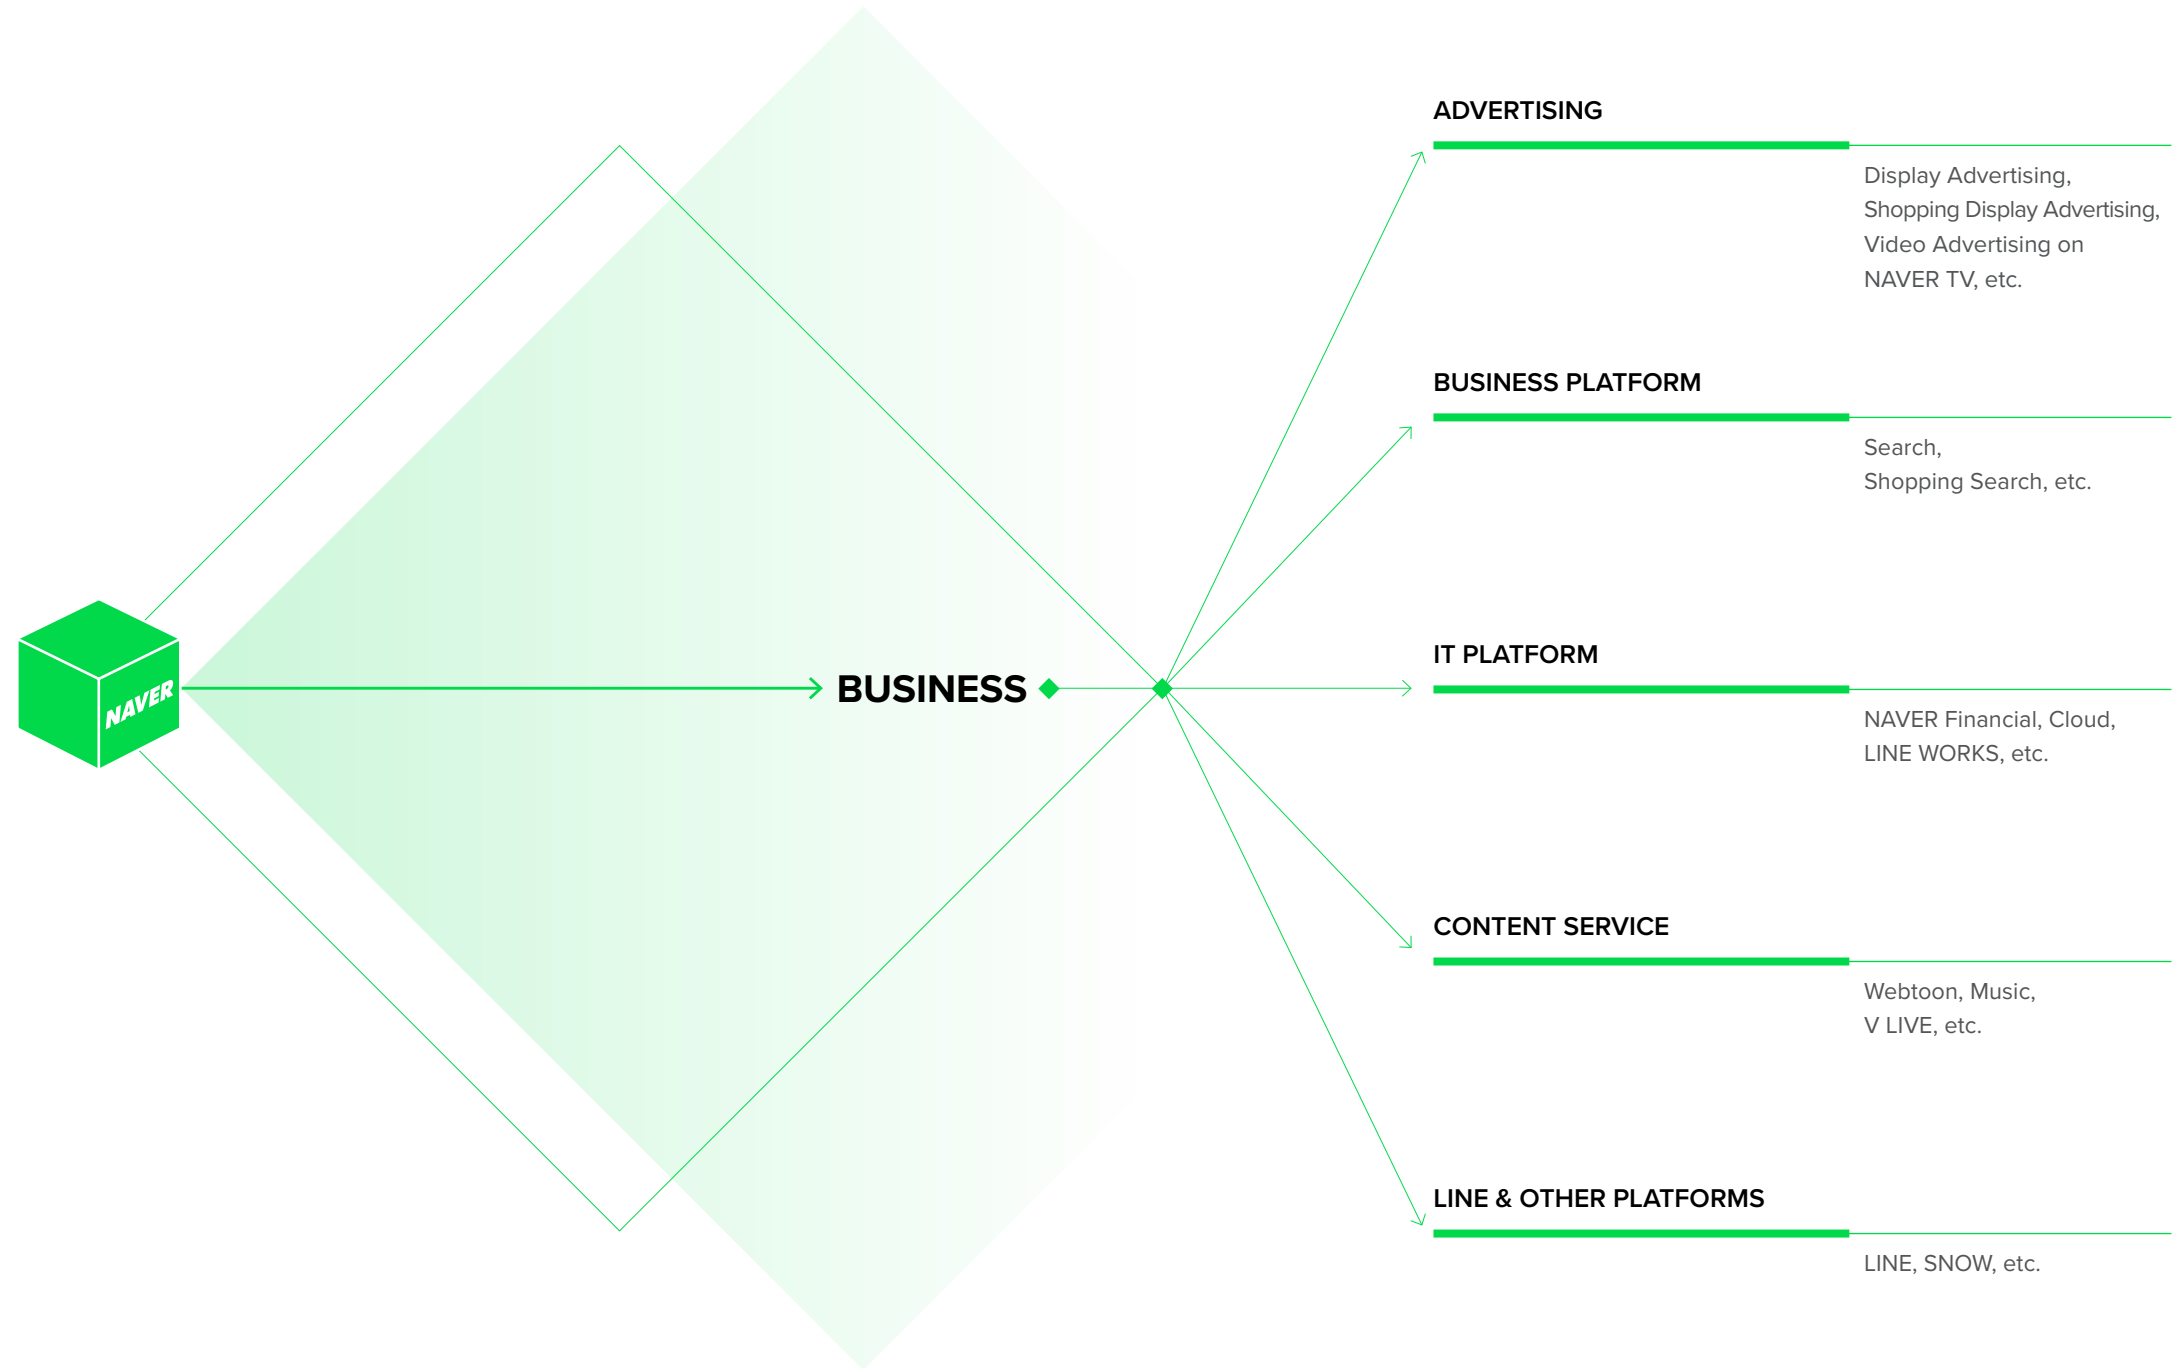 NAVER
BUSINESS
ADVERTISING
Display Advertising,
Shopping Display Advertising,
Video Advertising on
NAVER TV, etc.
BUSINESS PLATFORM
Search,
Shopping Search, etc.
IT PLATFORM
NAVER Financial, Cloud,
LINE WORKS, etc.
CONTENT SERVICE
Webtoon, Music,
V LIVE, etc.
LINE & OTHER PLATFORMS
LINE, SNOW, etc.